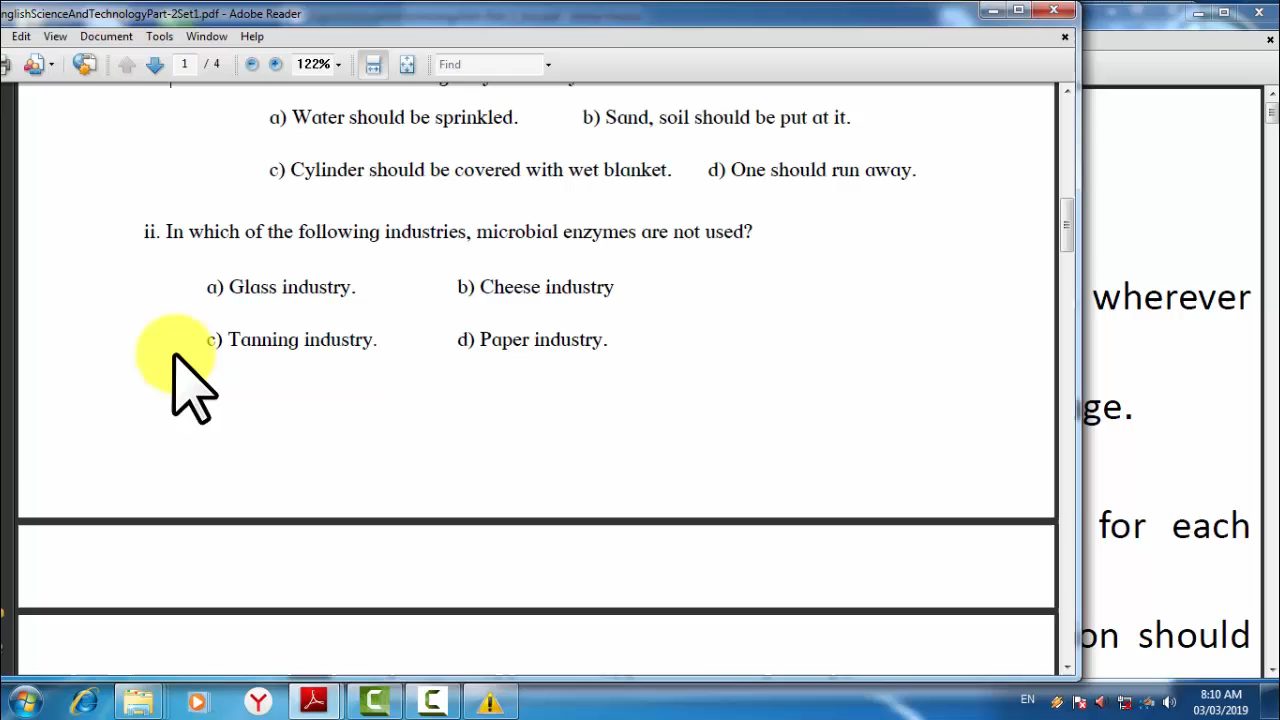 nglishScienceAndTechnologyPart-2Set1.pdf - Adobe Reader
Edit View Document Tools Window Help
1 / 4 122% Find
a) Water should be sprinkled. b) Sand, soil should be put at it.
c) Cylinder should be covered with wet blanket. d) One should run away.
ii. In which of the following industries, microbial enzymes are not used?
a) Glass industry. b) Cheese industry
c) Tanning industry. d) Paper industry.
wherever
ge.
for each
on should
EN 8:10 AM
03/03/2019